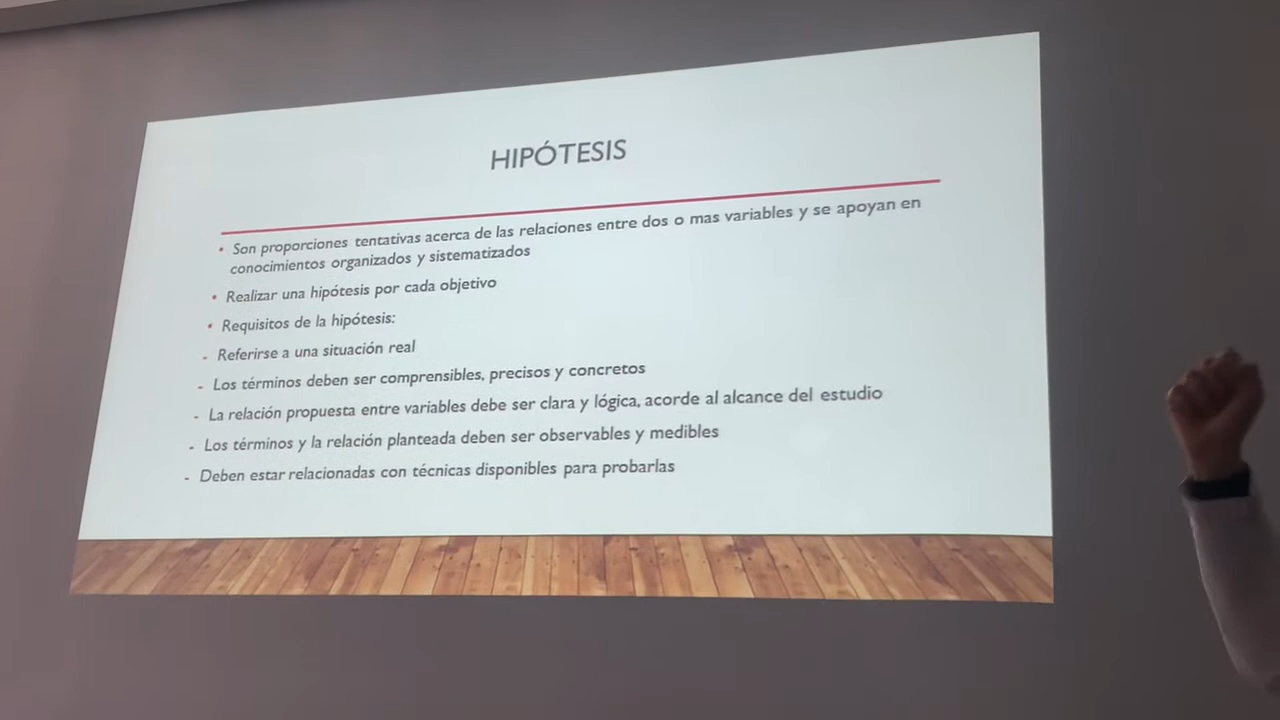 HIPÓTESIS
• Son proporciones tentativas acerca de las relaciones entre dos o mas variables y se apoyan en
conocimientos organizados y sistematizados
• Realizar una hipótesis por cada objetivo
• Requisitos de la hipótesis:
- Referirse a una situación real
- Los términos deben ser comprensibles, precisos y concretos
- La relación propuesta entre variables debe ser clara y lógica, acorde al alcance del estudio
- Los términos y la relación planteada deben ser observables y medibles
- Deben estar relacionadas con técnicas disponibles para probarlas